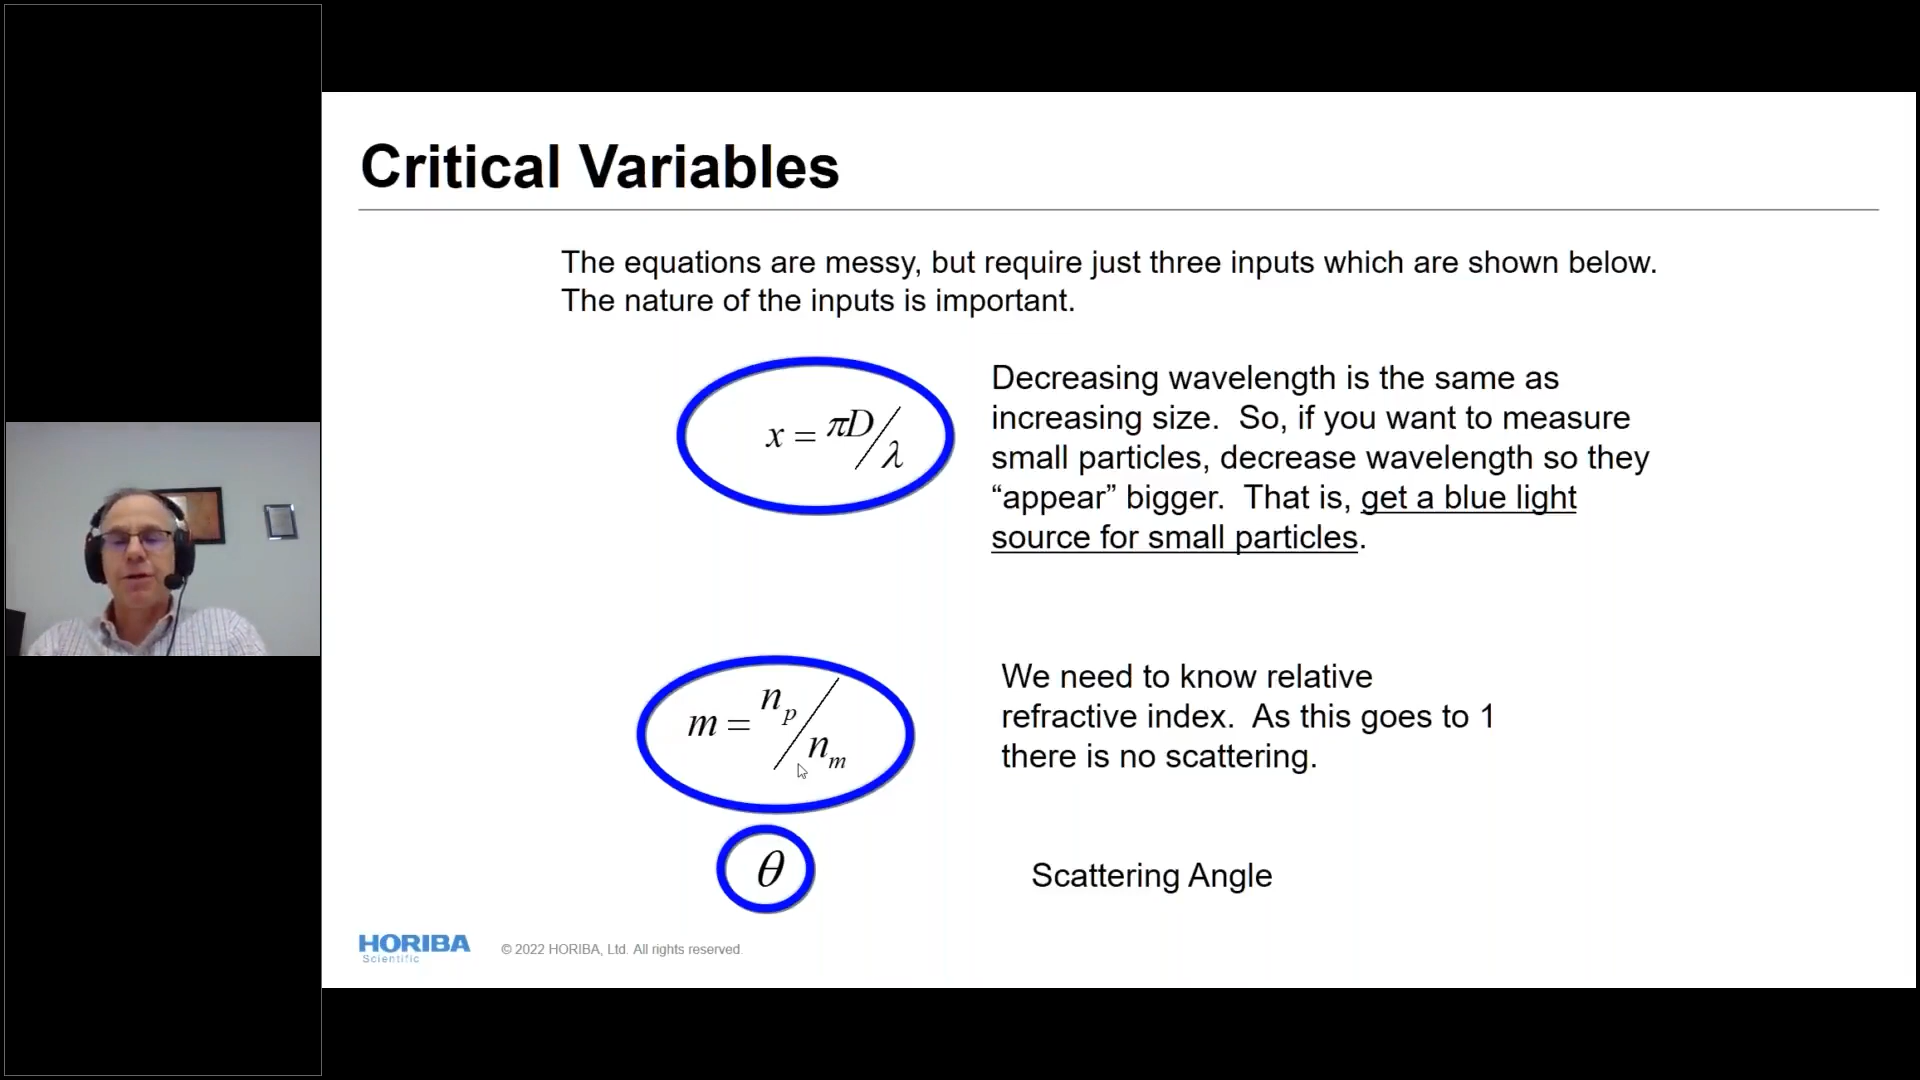 Critical Variables
The equations are messy, but require just three inputs which are shown below.
The nature of the inputs is important.
x = πD/λ
Decreasing wavelength is the same as
increasing size. So, if you want to measure
small particles, decrease wavelength so they
“appear” bigger. That is, get a blue light
source for small particles.
m = n_p/n_m
We need to know relative
refractive index. As this goes to 1
there is no scattering.
θ
Scattering Angle
HORIBA
Scientific
© 2022 HORIBA, Ltd. All rights reserved.